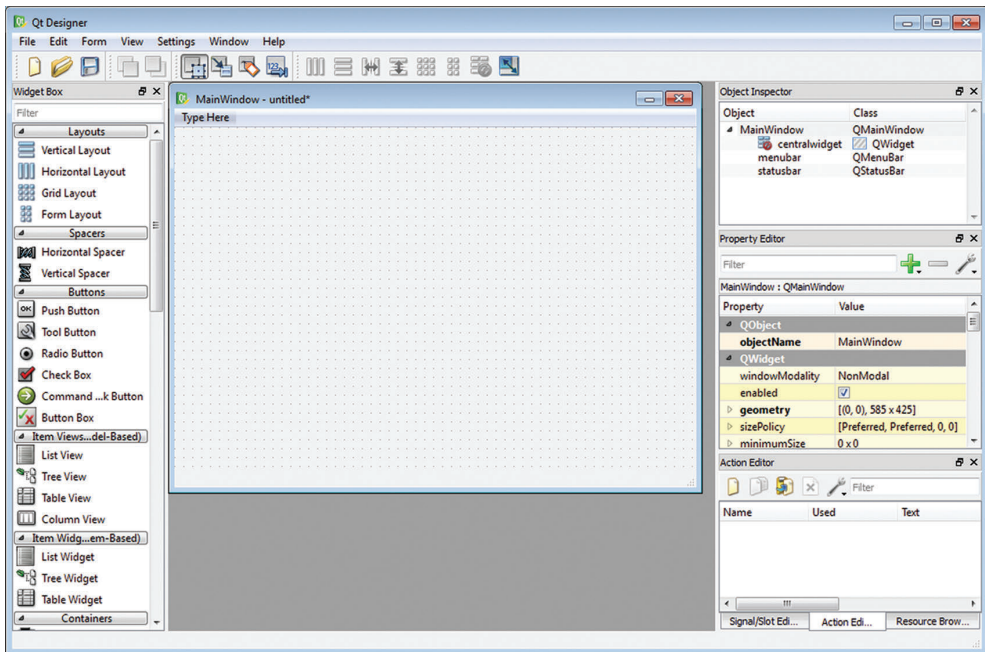 Qt Designer
File Edit Form View Settings Window Help
Widget Box
Filter
Layouts
Vertical Layout
Horizontal Layout
Grid Layout
Form Layout
Spacers
Horizontal Spacer
Vertical Spacer
Buttons
OK Push Button
Tool Button
Radio Button
Check Box
Command ...k Button
Button Box
Item Views...del-Based)
List View
Tree View
Table View
Column View
Item Widg...em-Based)
List Widget
Tree Widget
Table Widget
Containers
MainWindow - untitled*
Type Here
Object Inspector
Object Class
MainWindow QMainWindow
centralwidget QWidget
menubar QMenuBar
statusbar QStatusBar
Property Editor
Filter
MainWindow : QMainWindow
Property Value
QObject
objectName MainWindow
QWidget
windowModality NonModal
enabled
geometry [(0, 0), 585 x 425]
sizePolicy [Preferred, Preferred, 0, 0]
minimumSize 0 x 0
Action Editor
Filter
Name Used Text
Signal/Slot Edi... Action Edi... Resource Brow...